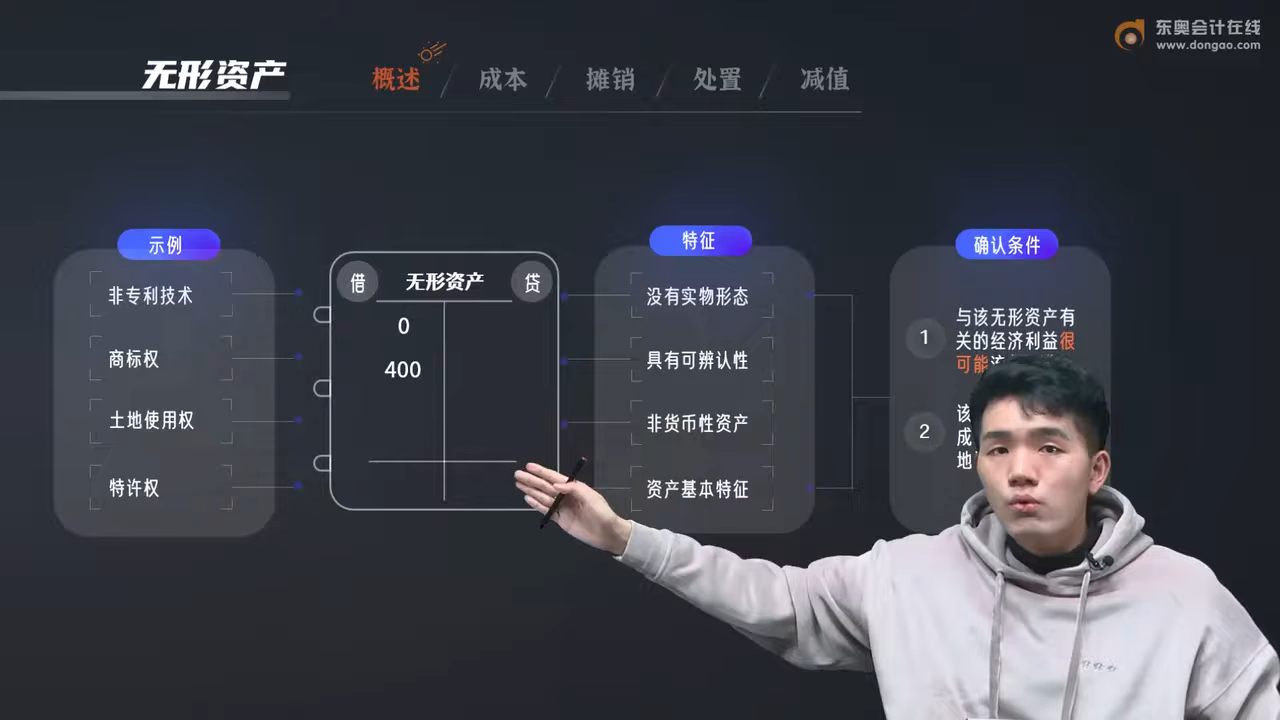 东奥会计在线
www.dongao.com
无形资产
概述 / 成本 / 摊销 / 处置 / 减值
示例
非专利技术
商标权
土地使用权
特许权
借 无形资产 贷
0
400
特征
没有实物形态
具有可辨认性
非货币性资产
资产基本特征
确认条件
1
与该无形资产有
关的经济利益很
可能
2
该
成
地